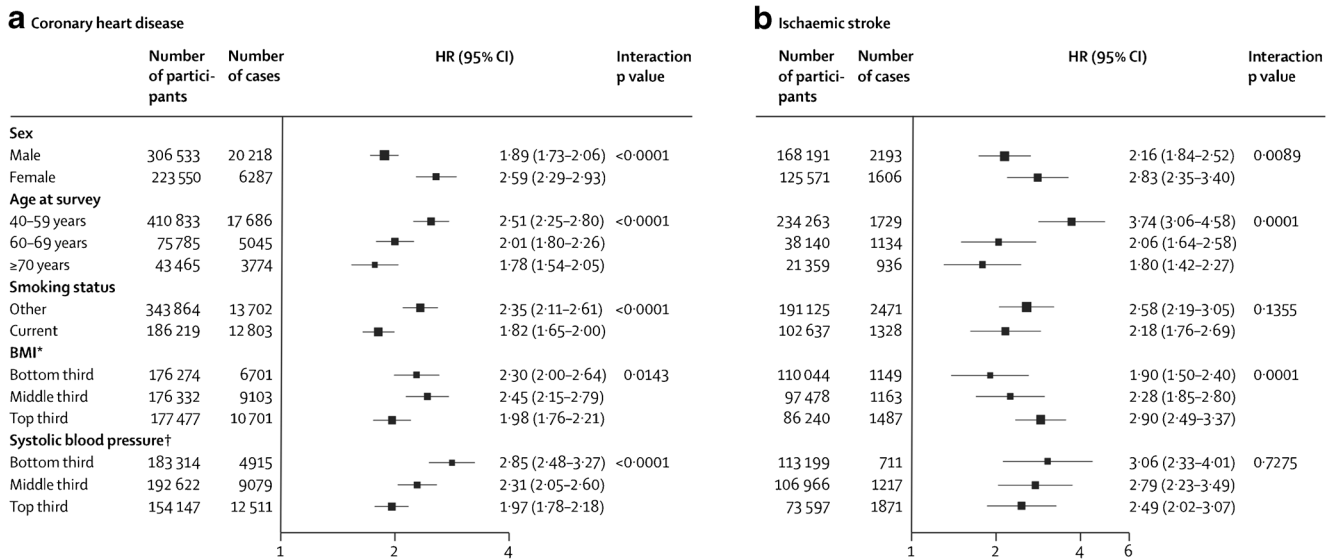 a Coronary heart disease
Number of partici-pants Number of cases HR (95% CI) Interaction p value
Sex
Male 306 533 20 218 1·89 (1·73–2·06) <0·0001
Female 223 550 6287 2·59 (2·29–2·93)
Age at survey
40–59 years 410 833 17 686 2·51 (2·25–2·80) <0·0001
60–69 years 75 785 5045 2·01 (1·80–2·26)
≥70 years 43 465 3774 1·78 (1·54–2·05)
Smoking status
Other 343 864 13 702 2·35 (2·11–2·61) <0·0001
Current 186 219 12 803 1·82 (1·65–2·00)
BMI*
Bottom third 176 274 6701 2·30 (2·00–2·64) 0·0143
Middle third 176 332 9103 2·45 (2·15–2·79)
Top third 177 477 10 701 1·98 (1·76–2·21)
Systolic blood pressure†
Bottom third 183 314 4915 2·85 (2·48–3·27) <0·0001
Middle third 192 622 9079 2·31 (2·05–2·60)
Top third 154 147 12 511 1·97 (1·78–2·18)
1 2 4
b Ischaemic stroke
Number of partici-pants Number of cases HR (95% CI) Interaction p value
168 191 2193 2·16 (1·84–2·52) 0·0089
125 571 1606 2·83 (2·35–3·40)
234 263 1729 3·74 (3·06–4·58) 0·0001
38 140 1134 2·06 (1·64–2·58)
21 359 936 1·80 (1·42–2·27)
191 125 2471 2·58 (2·19–3·05) 0·1355
102 637 1328 2·18 (1·76–2·69)
110 044 1149 1·90 (1·50–2·40) 0·0001
97 478 1163 2·28 (1·85–2·80)
86 240 1487 2·90 (2·49–3·37)
113 199 711 3·06 (2·33–4·01) 0·7275
106 966 1217 2·79 (2·23–3·49)
73 597 1871 2·49 (2·02–3·07)
1 2 4 6